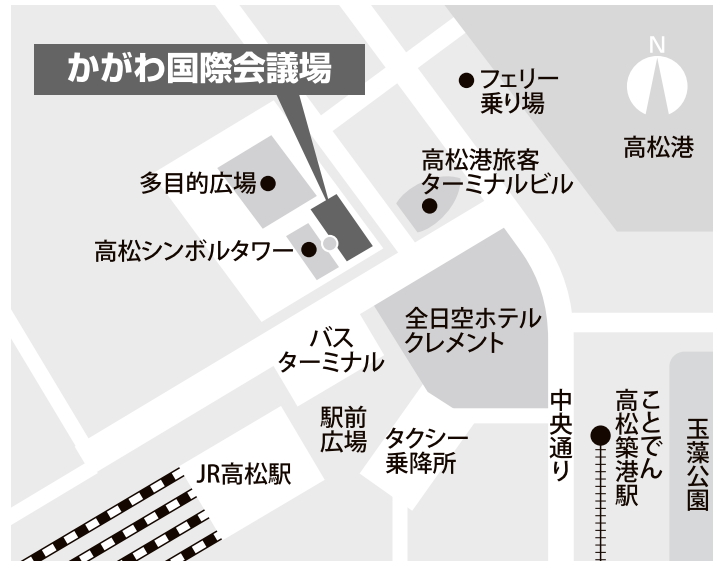 かがわ国際会議場
N
フェリー
乗り場
高松港
高松港旅客
ターミナルビル
多目的広場
高松シンボルタワー
全日空ホテル
クレメント
バス
ターミナル
駅前
広場
タクシー
乗降所
JR高松駅
中央通り
ことでん
高松築港駅
玉藻公園